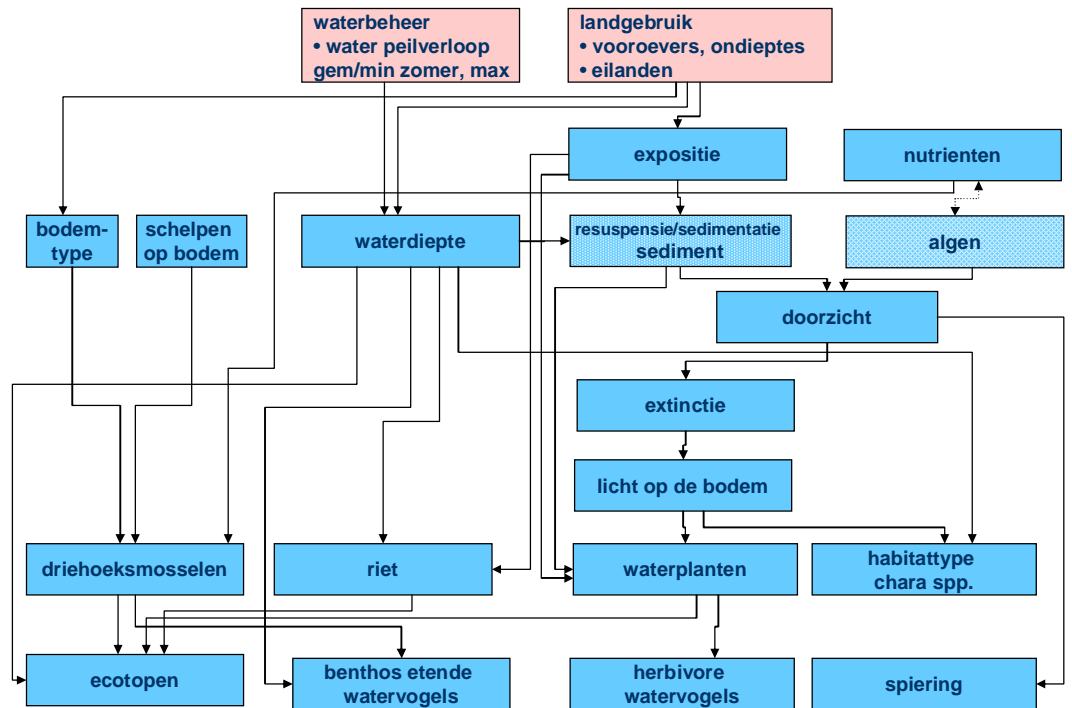 waterbeheer
• water peilverloop
gem/min zomer, max
landgebruik
• vooroevers, ondieptes
• eilanden
expositie
nutrienten
bodem-
type
schelpen
op bodem
waterdiepte
resuspensie/sedimentatie
sediment
algen
doorzicht
extinctie
licht op de bodem
driehoeksmosselen
riet
waterplanten
habitattype
chara spp.
ecotopen
benthos etende
watervogels
herbivore
watervogels
spiering